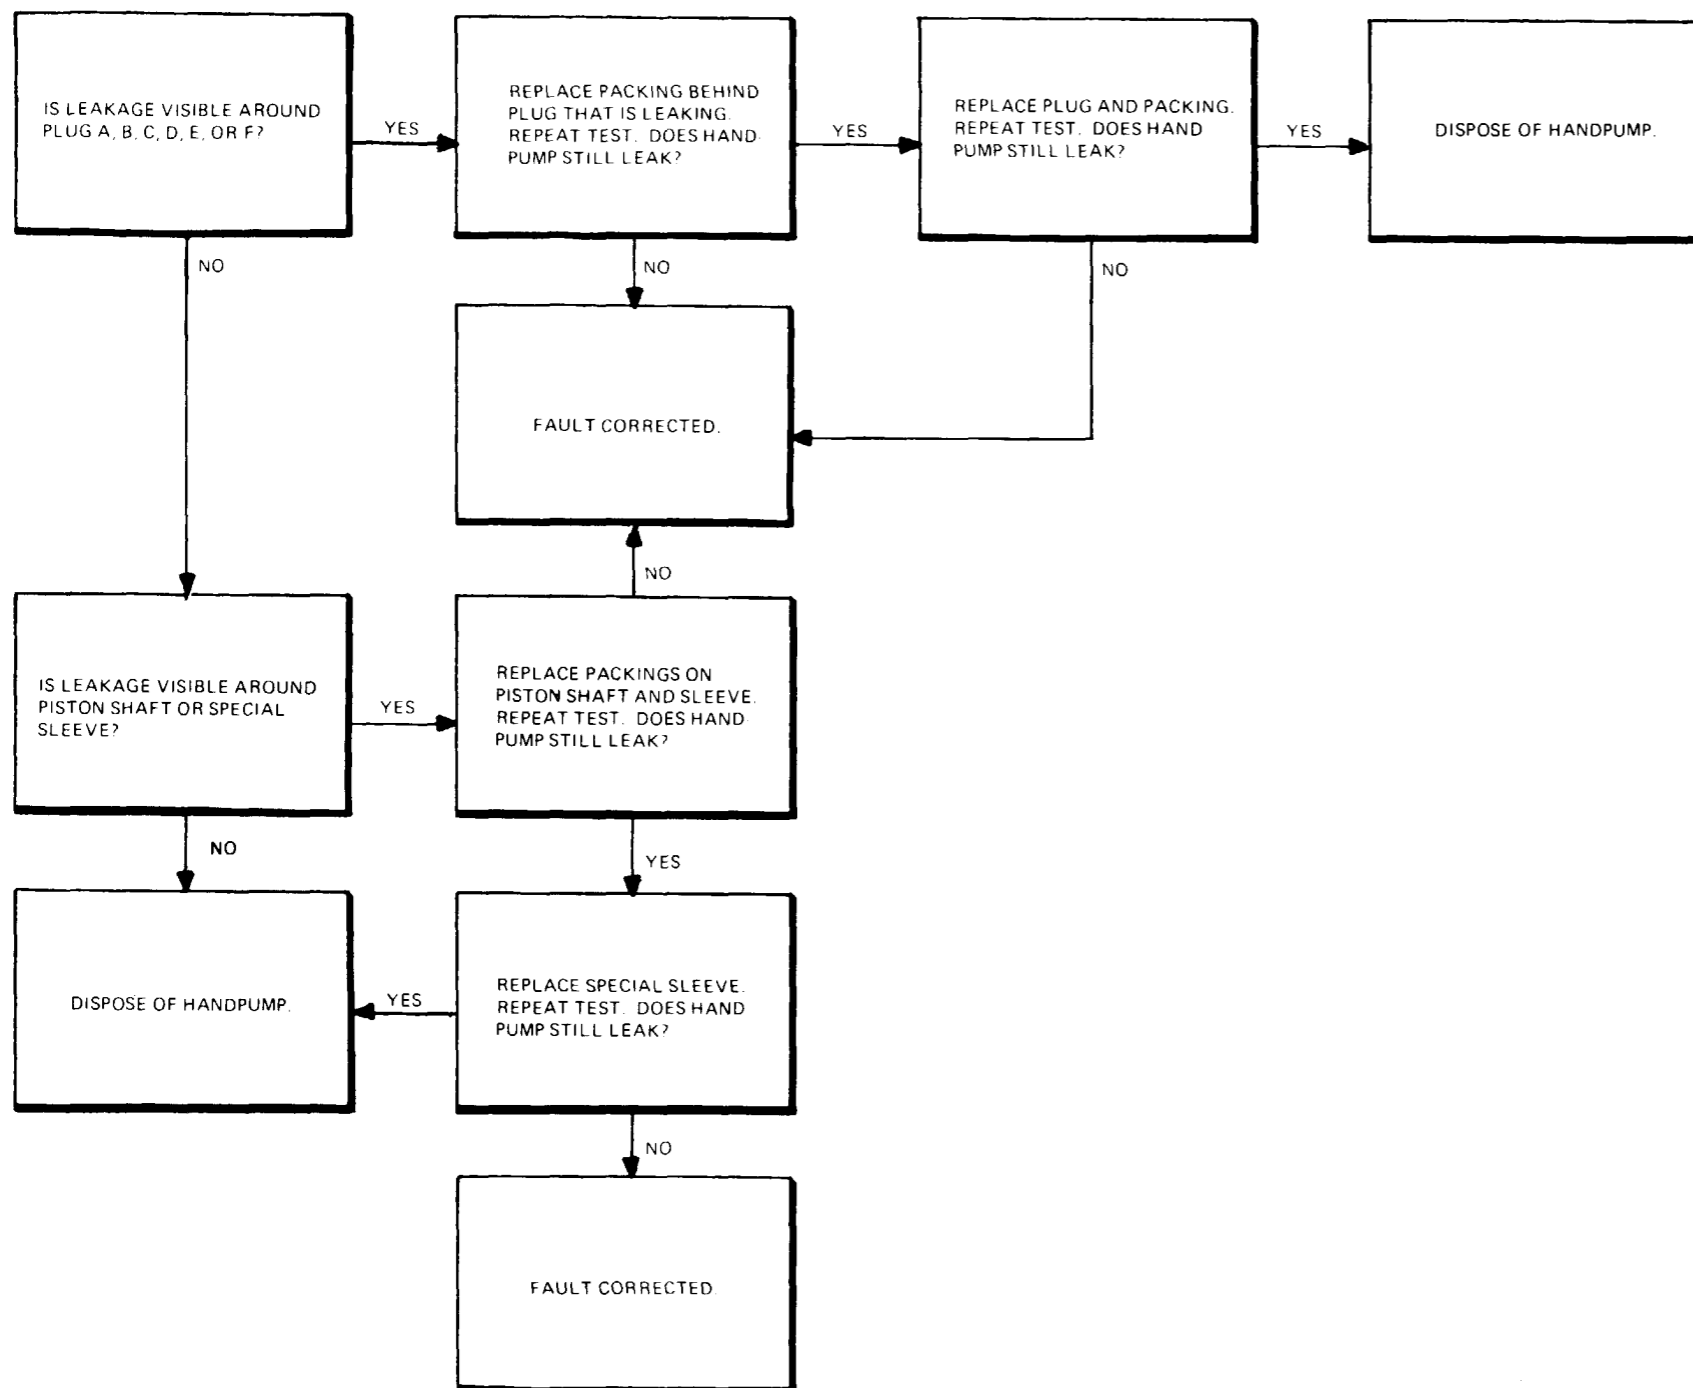 IS LEAKAGE VISIBLE AROUND
PLUG A, B, C, D, E, OR F?
YES
REPLACE PACKING BEHIND
PLUG THAT IS LEAKING.
REPEAT TEST. DOES HAND-
PUMP STILL LEAK?
YES
REPLACE PLUG AND PACKING.
REPEAT TEST. DOES HAND
PUMP STILL LEAK?
YES
DISPOSE OF HANDPUMP.
NO
NO
NO
FAULT CORRECTED.
NO
IS LEAKAGE VISIBLE AROUND
PISTON SHAFT OR SPECIAL
SLEEVE?
YES
REPLACE PACKINGS ON
PISTON SHAFT AND SLEEVE.
REPEAT TEST. DOES HAND-
PUMP STILL LEAK?
NO
YES
DISPOSE OF HANDPUMP.
YES
REPLACE SPECIAL SLEEVE.
REPEAT TEST. DOES HAND
PUMP STILL LEAK?
NO
FAULT CORRECTED.